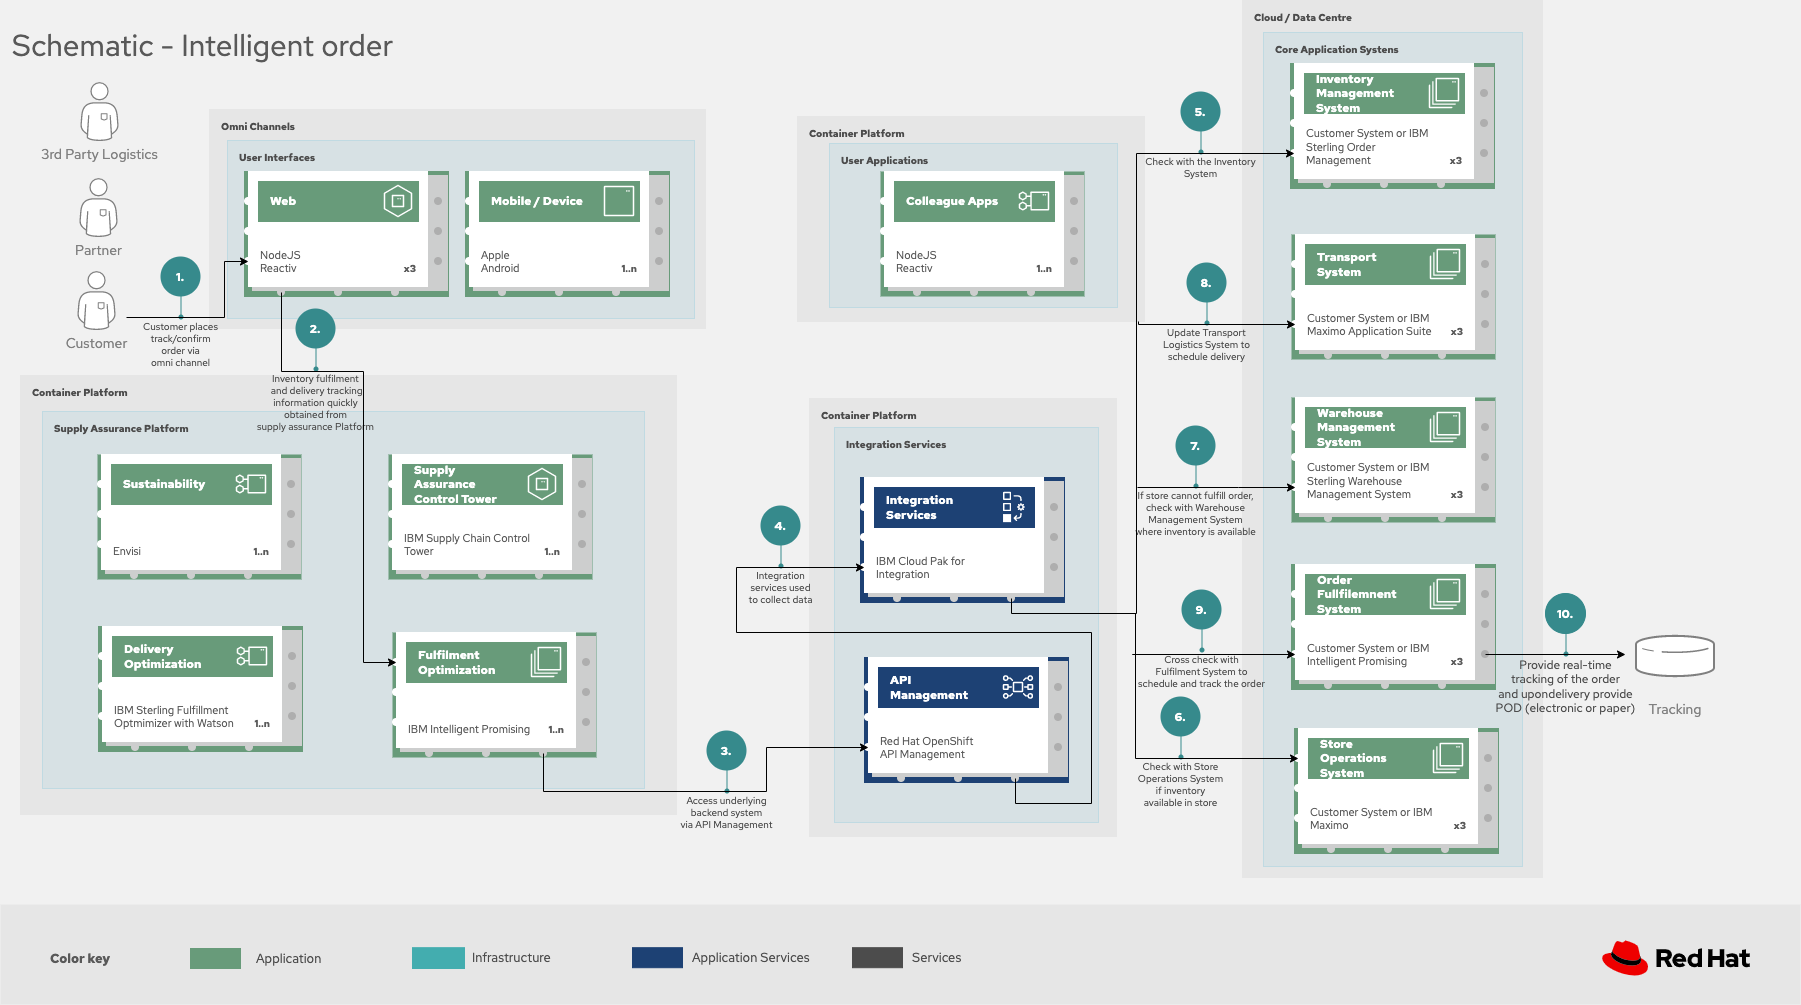 Schematic - Intelligent order
3rd Party Logistics
Partner
Customer
1.
Customer places
track/confirm
order via
omni channel
Omni Channels
User Interfaces
Web
NodeJS
Reactiv
x3
Mobile / Device
Apple
Android
1..n
2.
Inventory fulfilment
and delivery tracking
information quickly
obtained from
supply assurance Platform
Container Platform
Supply Assurance Platform
Sustainability
Envisi
1..n
Supply
Assurance
Control Tower
IBM Supply Chain Control
Tower
1..n
Delivery
Optimization
IBM Sterling Fulfillment
Optmimizer with Watson
1..n
Fulfilment
Optimization
IBM Intelligent Promising
1..n
3.
Access underlying
backend system
via API Management
Container Platform
User Applications
Colleague Apps
NodeJS
Reactiv
1..n
Container Platform
Integration Services
Integration
Services
IBM Cloud Pak for
Integration
4.
Integration
services used
to collect data
API
Management
Red Hat OpenShift
API Management
5.
Check with the Inventory
System
8.
Update Transport
Logistics System to
schedule delivery
7.
If store cannot fulfill order,
check with Warehouse
Management System
where inventory is available
9.
Cross check with
Fulfilment System to
schedule and track the order
6.
Check with Store
Operations System
if inventory
available in store
Cloud / Data Centre
Core Application Systens
Inventory
Management
System
Customer System or IBM
Sterling Order
Management
x3
Transport
System
Customer System or IBM
Maximo Application Suite
x3
Warehouse
Management
System
Customer System or IBM
Sterling Warehouse
Management System
x3
Order
Fullfilemnent
System
Customer System or IBM
Intelligent Promising
x3
Store
Operations
System
Customer System or IBM
Maximo
x3
10.
Provide real-time
tracking of the order
and upondelivery provide
POD (electronic or paper)
Tracking
Color key
Application
Infrastructure
Application Services
Services
Red Hat